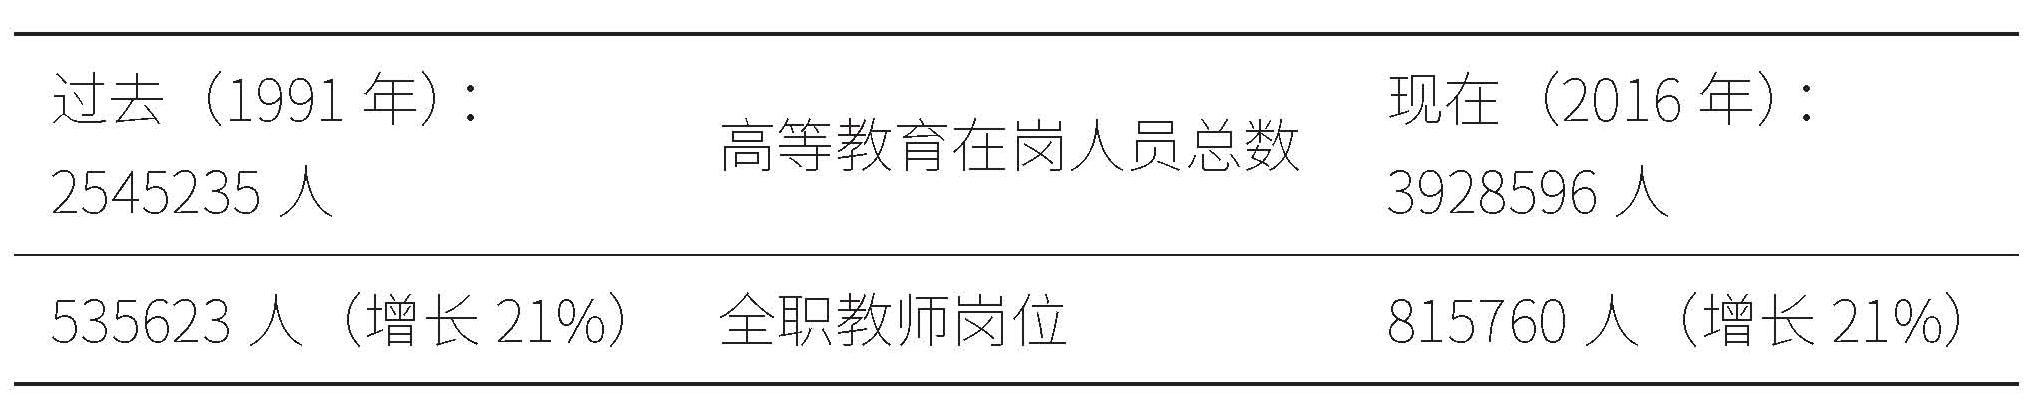 过去（1991 年）：
2545235 人
高等教育在岗人员总数
现在（2016 年）：
3928596 人
535623 人（增长 21%）
全职教师岗位
815760 人（增长 21%）